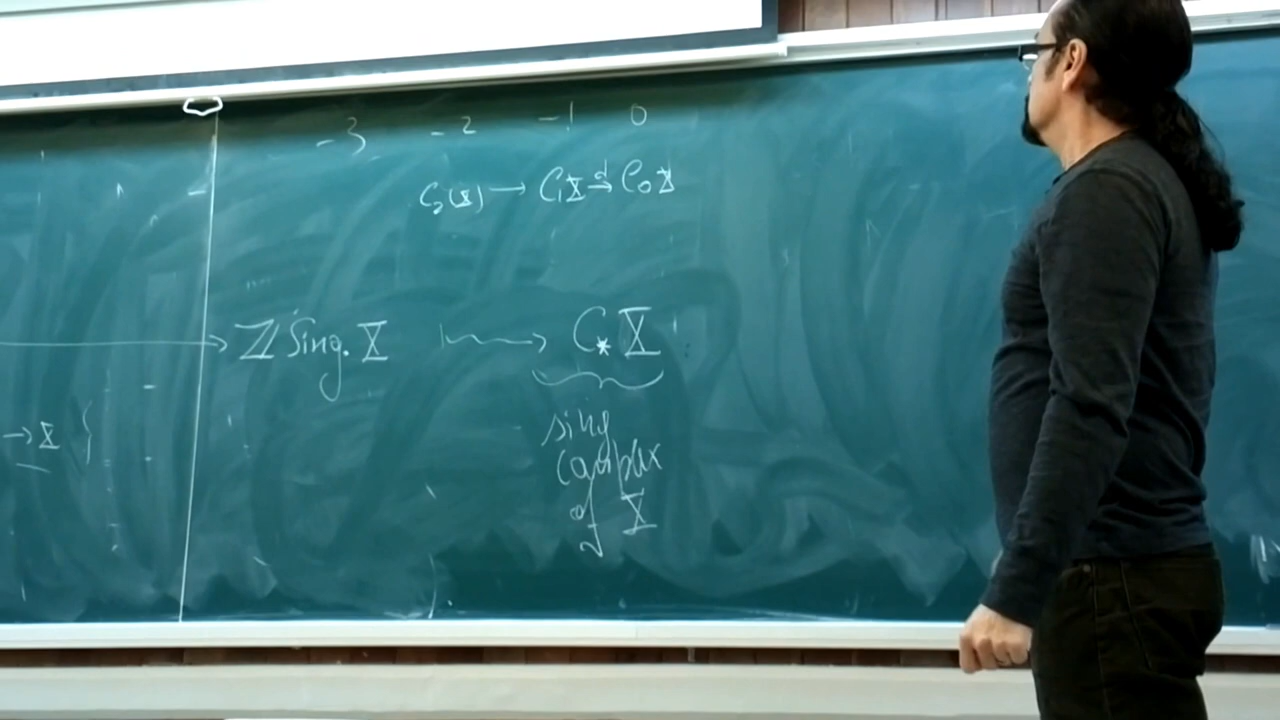 -3 -2 -1 0
C₂(X) → C₁X →ᵈ C₀X
→ ℤ Sing. X ⟼ C⁎ X
→ X }
sing
complex
of X